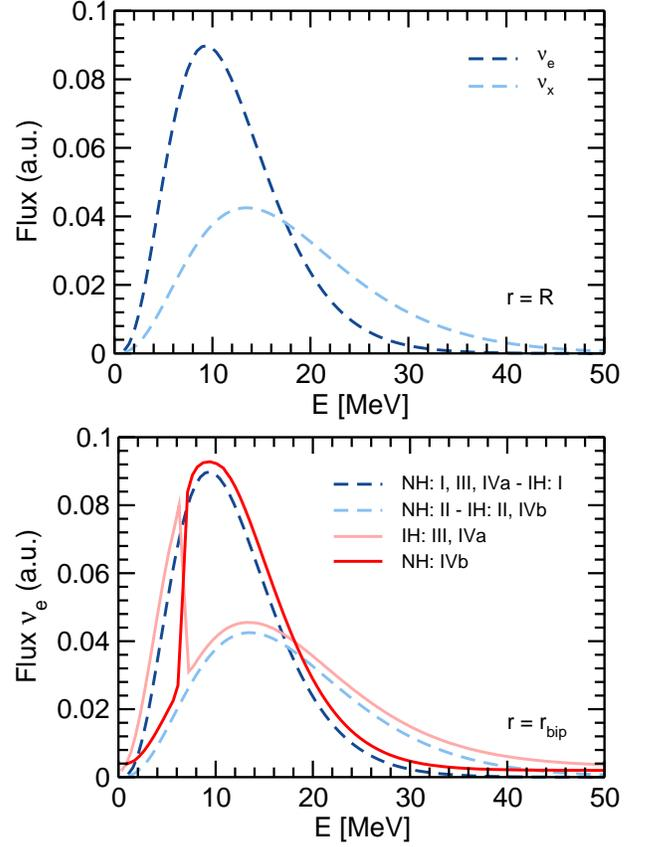 0.1
0.08
0.06
0.04
0.02
0
Flux (a.u.)
νe
νx
r = R
0 10 20 30 40 50
E [MeV]
0.1
0.08
0.06
0.04
0.02
0
Flux νe (a.u.)
NH: I, III, IVa - IH: I
NH: II - IH: II, IVb
IH: III, IVa
NH: IVb
r = rbip
0 10 20 30 40 50
E [MeV]